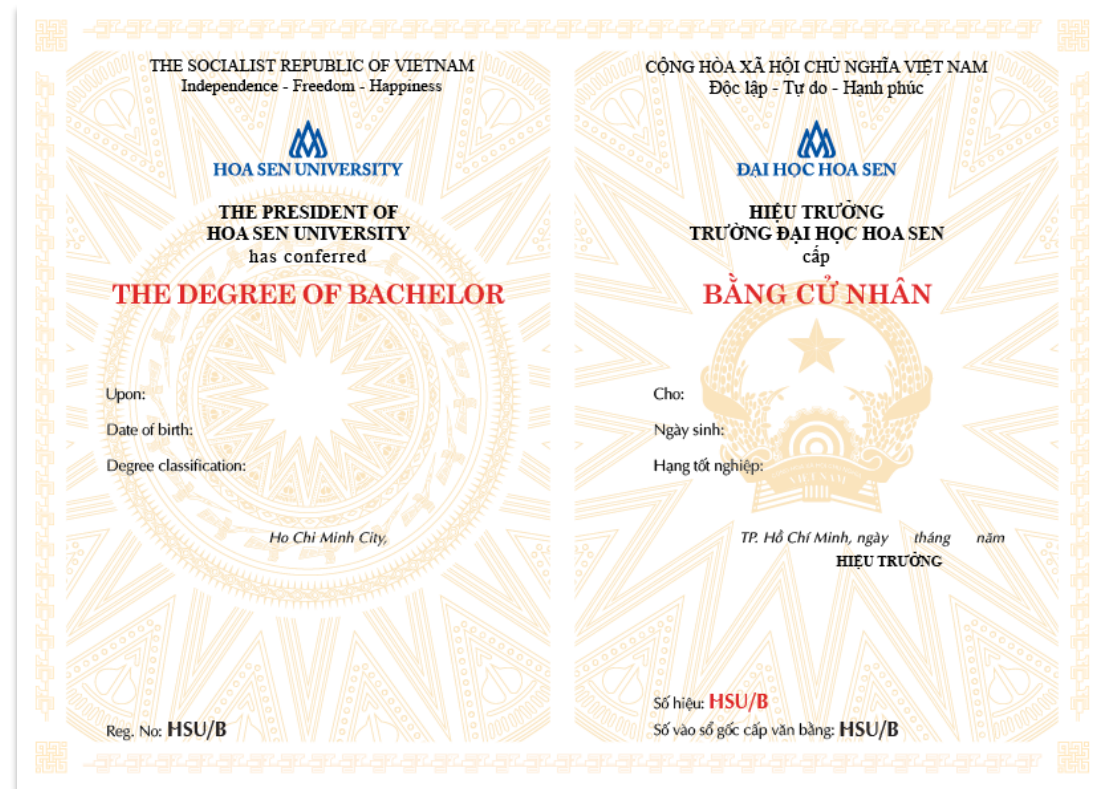 THE SOCIALIST REPUBLIC OF VIETNAM
Independence - Freedom - Happiness
HOA SEN UNIVERSITY
THE PRESIDENT OF
HOA SEN UNIVERSITY
has conferred
THE DEGREE OF BACHELOR
Upon:
Date of birth:
Degree classification:
Ho Chi Minh City,
Reg. No: HSU/B
CỘNG HÒA XÃ HỘI CHỦ NGHĨA VIỆT NAM
Độc lập - Tự do - Hạnh phúc
ĐẠI HỌC HOA SEN
HIỆU TRƯỞNG
TRƯỜNG ĐẠI HỌC HOA SEN
cấp
BẰNG CỬ NHÂN
Cho:
Ngày sinh:
Hạng tốt nghiệp:
VIỆT NAM
TP. Hồ Chí Minh, ngày tháng năm
HIỆU TRƯỞNG
Số hiệu: HSU/B
Số vào sổ gốc cấp văn bằng: HSU/B